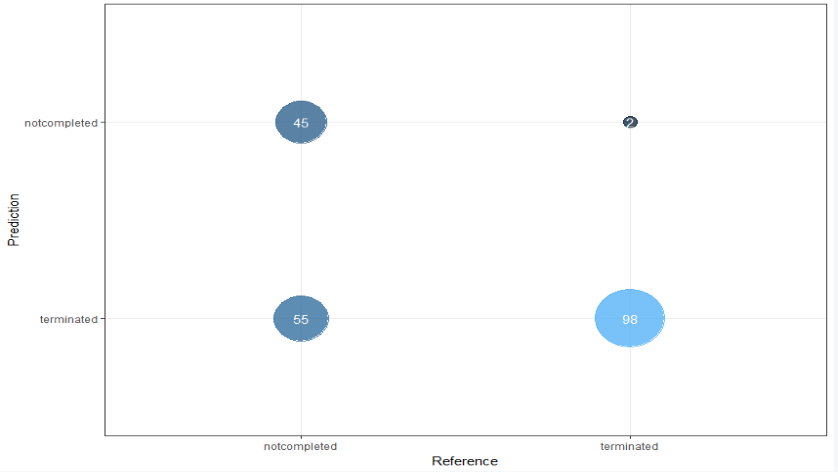 notcompleted
45
2
Prediction
terminated
55
98
notcompleted
terminated
Reference